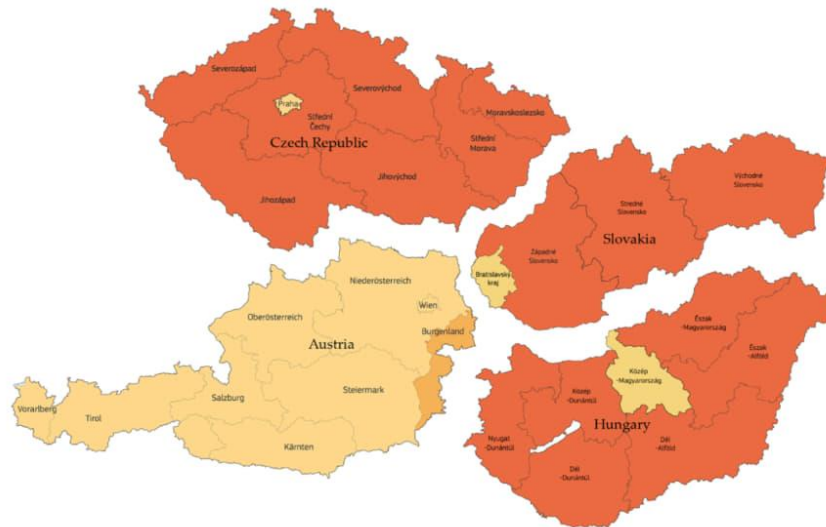 Severozápad
Praha
Střední
Čechy
Severovýchod
Moravskoslezsko
Střední
Morava
Czech Republic
Jihozápad
Jihovýchod
Bratislavský
kraj
Západné
Slovensko
Stredné
Slovensko
Východné
Slovensko
Slovakia
Niederösterreich
Wien
Oberösterreich
Burgenland
Austria
Vorarlberg
Tirol
Salzburg
Steiermark
Kärnten
Észak
-Magyarország
Észak
-Alföld
Közép
-Magyarország
Közép
-Dunántúl
Nyugat
-Dunántúl
Hungary
Dél
-Alföld
Dél
-Dunántúl